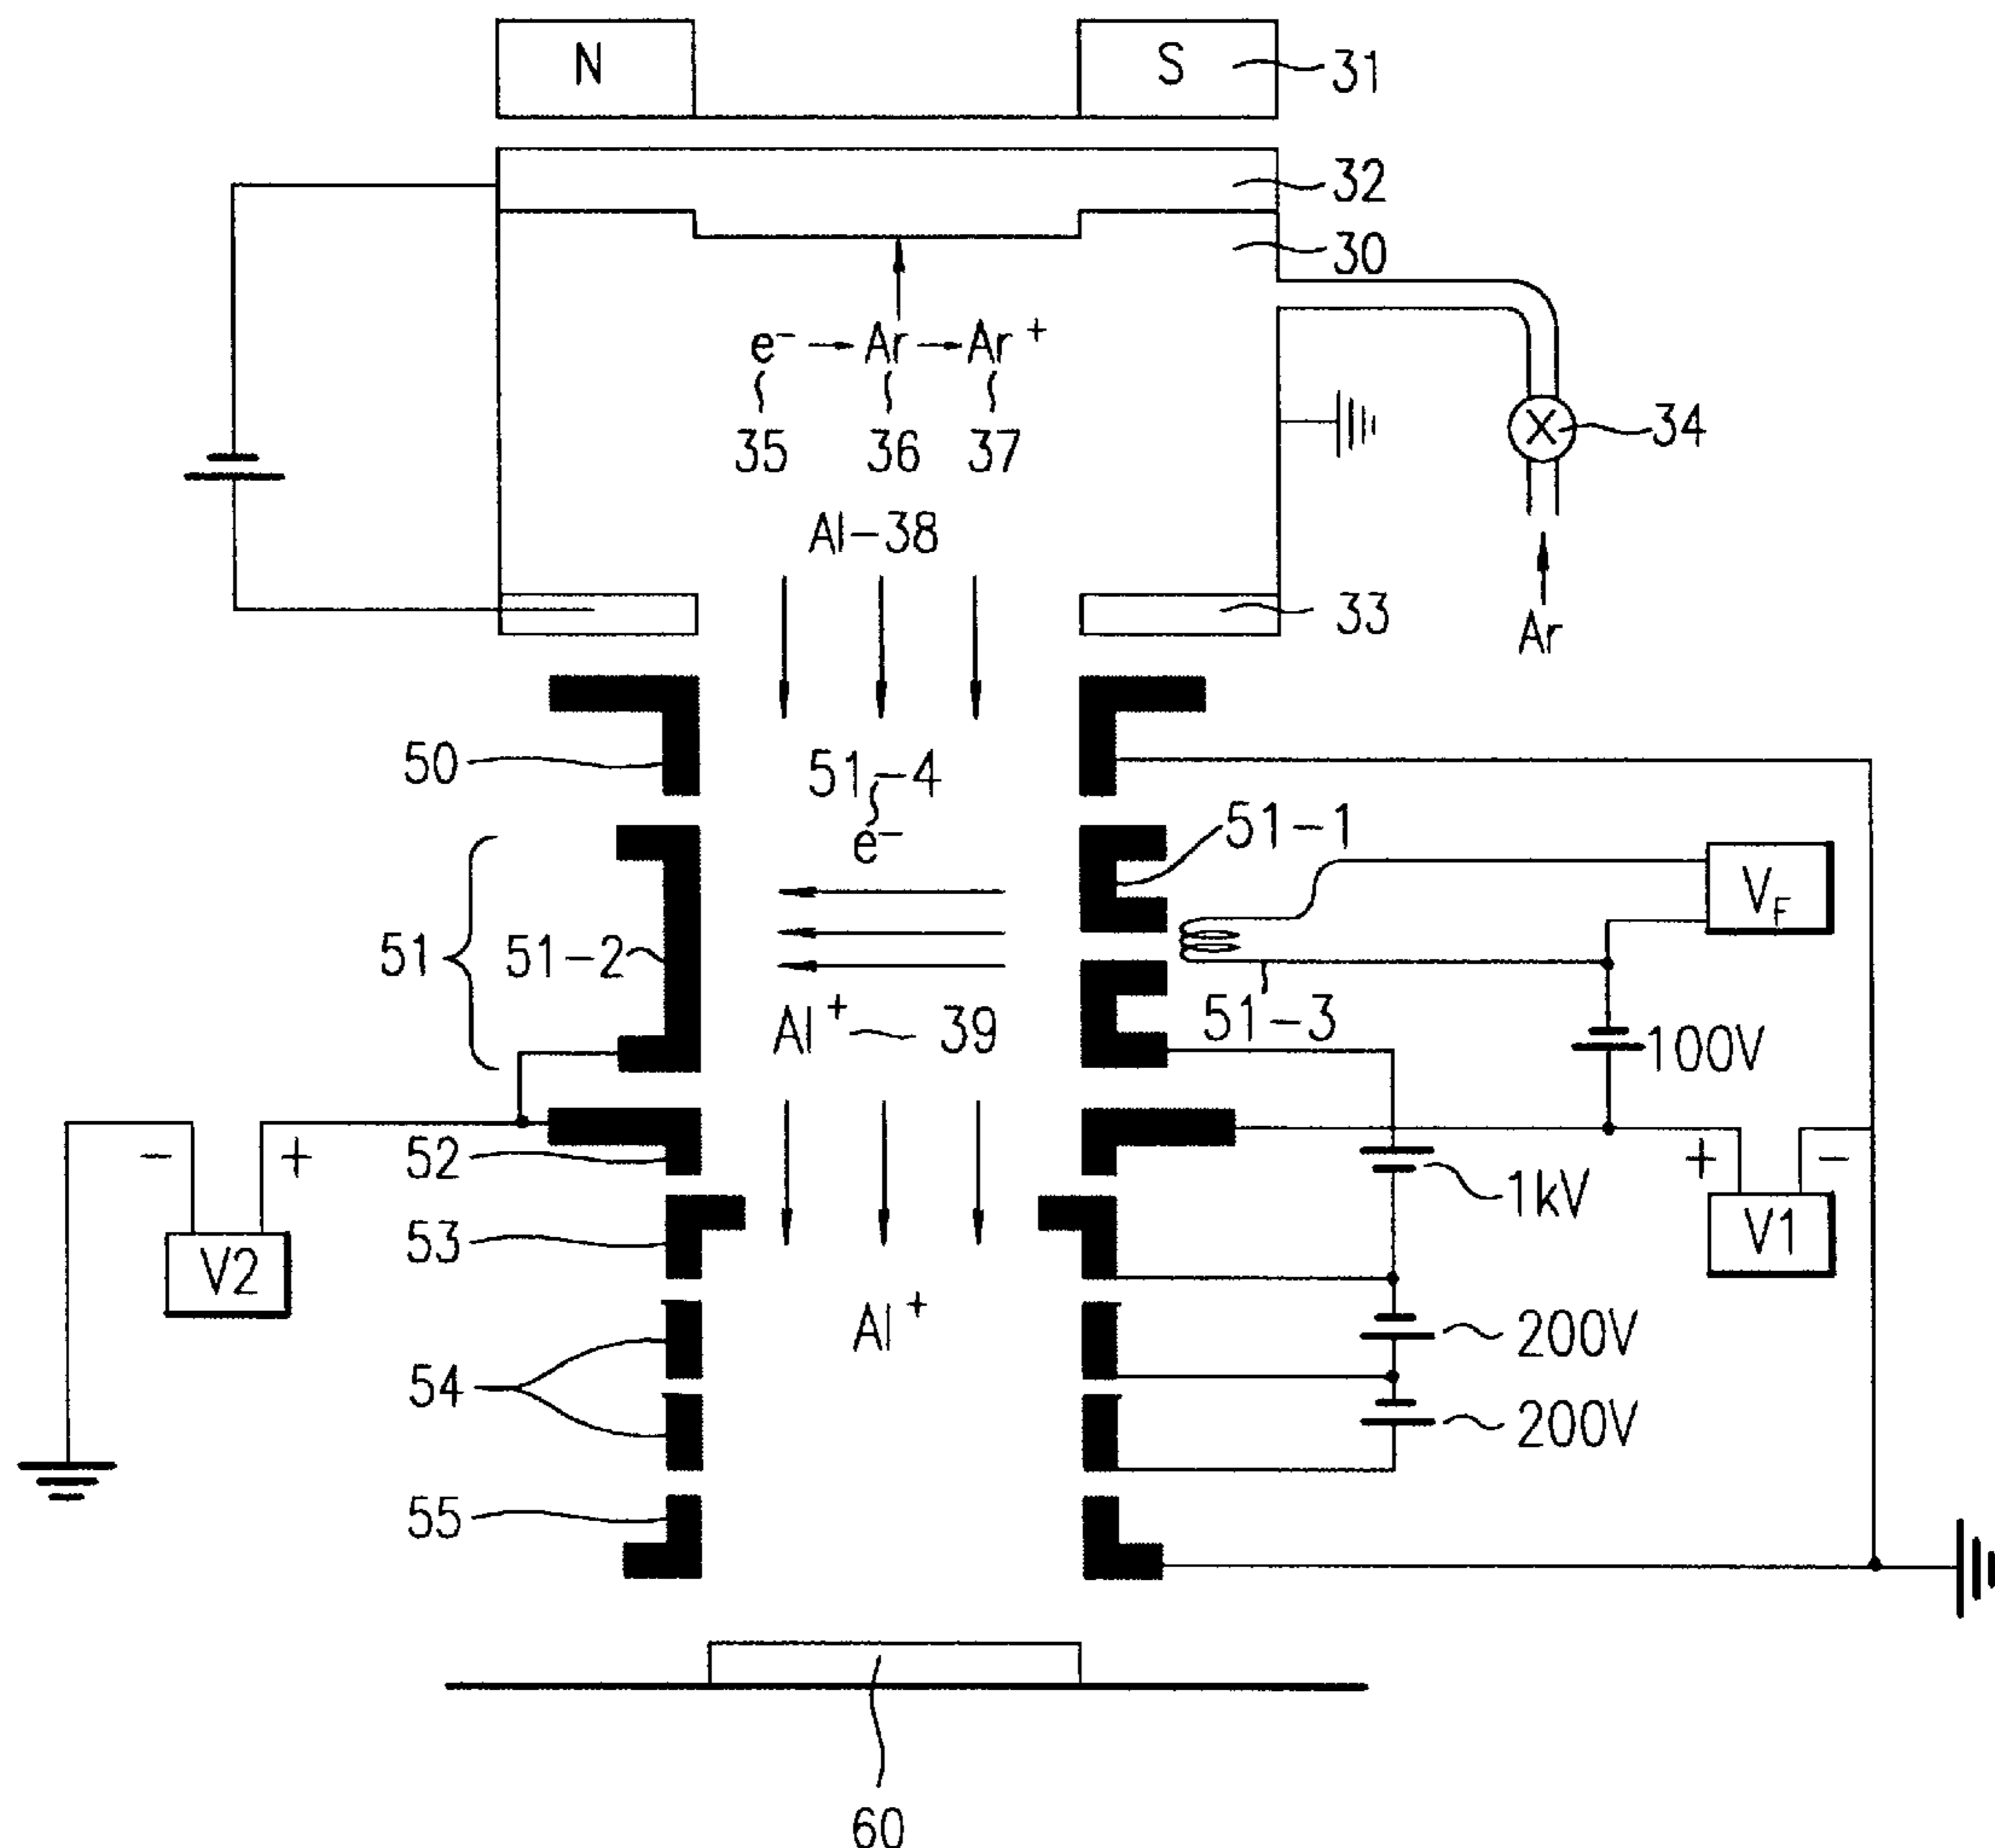 N
S
31
32
30
e⁻ → Ar → Ar⁺
35
36
37
34
Al-38
33
Ar
50
51-4
e⁻
51-1
V_F
51
51-2
Al⁺
39
51-3
100V
-
+
52
1kV
+
-
V1
V2
53
Al⁺
200V
54
200V
55
60